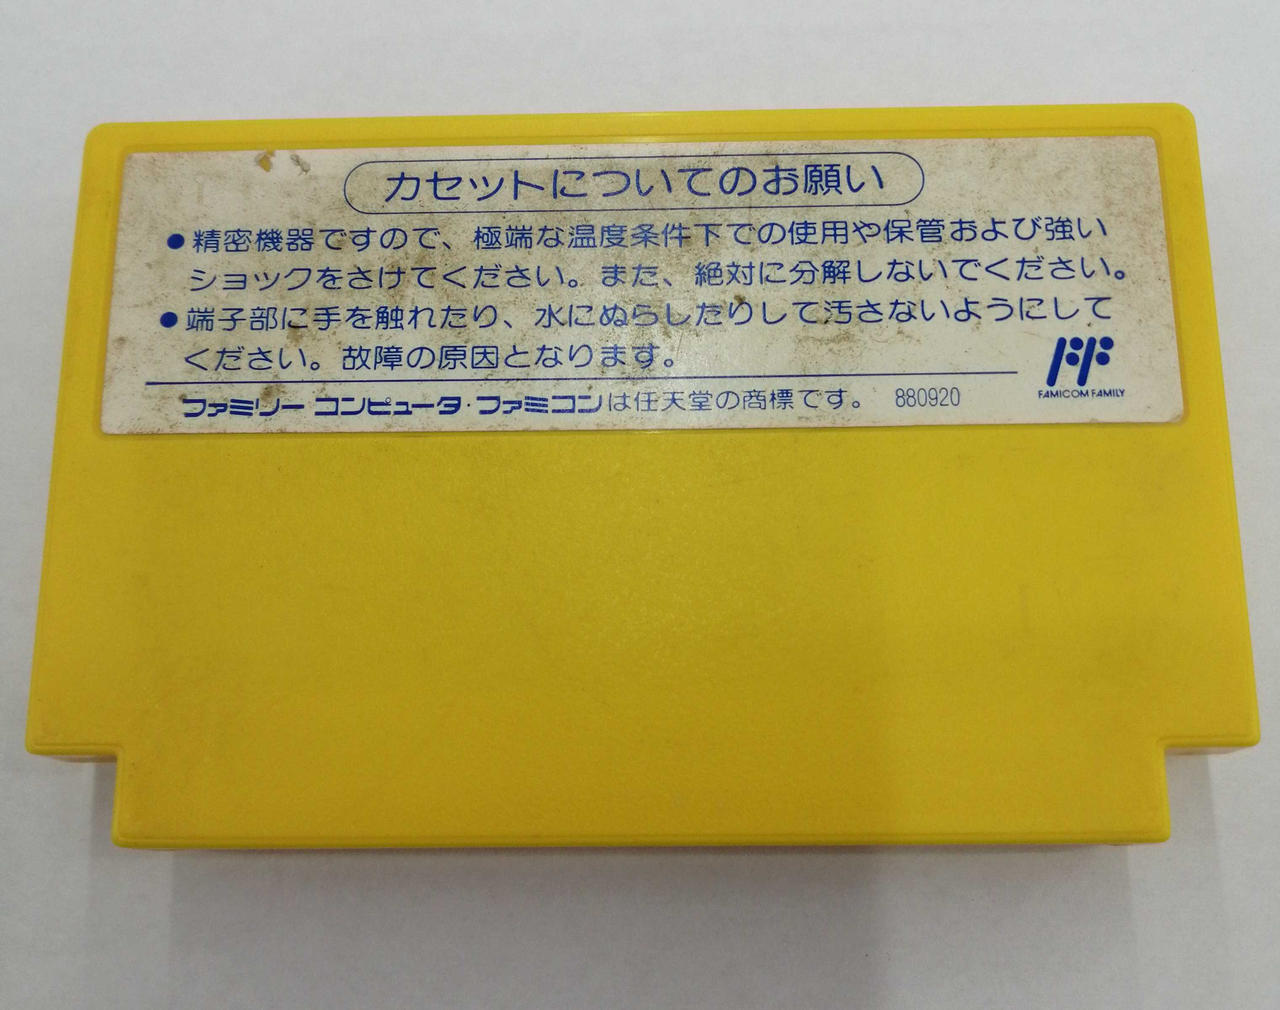 カセットについてのお願い
●精密機器ですので、極端な温度条件下での使用や保管および強い
ショックをさけてください。また、絶対に分解しないでください。
●端子部に手を触れたり、水にぬらしたりして汚さないようにして
ください。故障の原因となります。
FF
FAMICOM FAMILY
ファミリー コンピュータ・ファミコンは任天堂の商標です。 880920